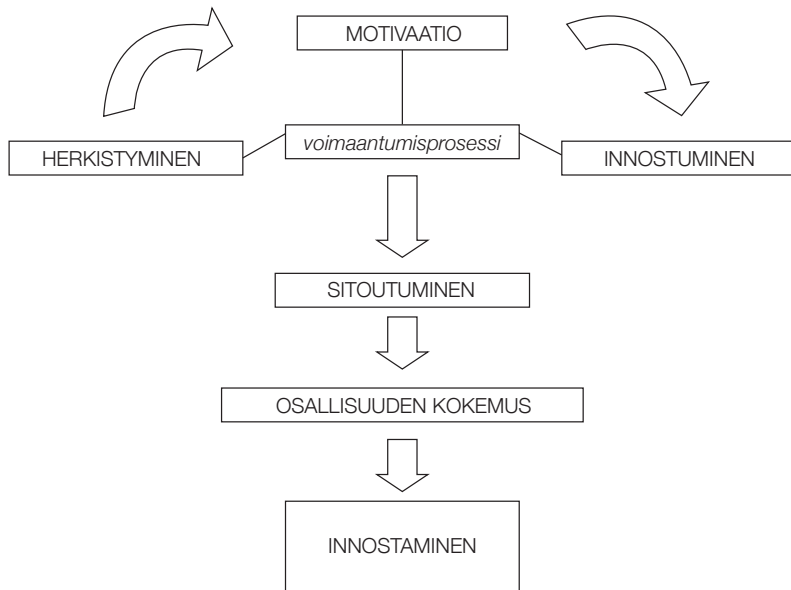 MOTIVAATIO
voimaantumisprosessi
HERKISTYMINEN
INNOSTUMINEN
SITOUTUMINEN
OSALLISUUDEN KOKEMUS
INNOSTAMINEN